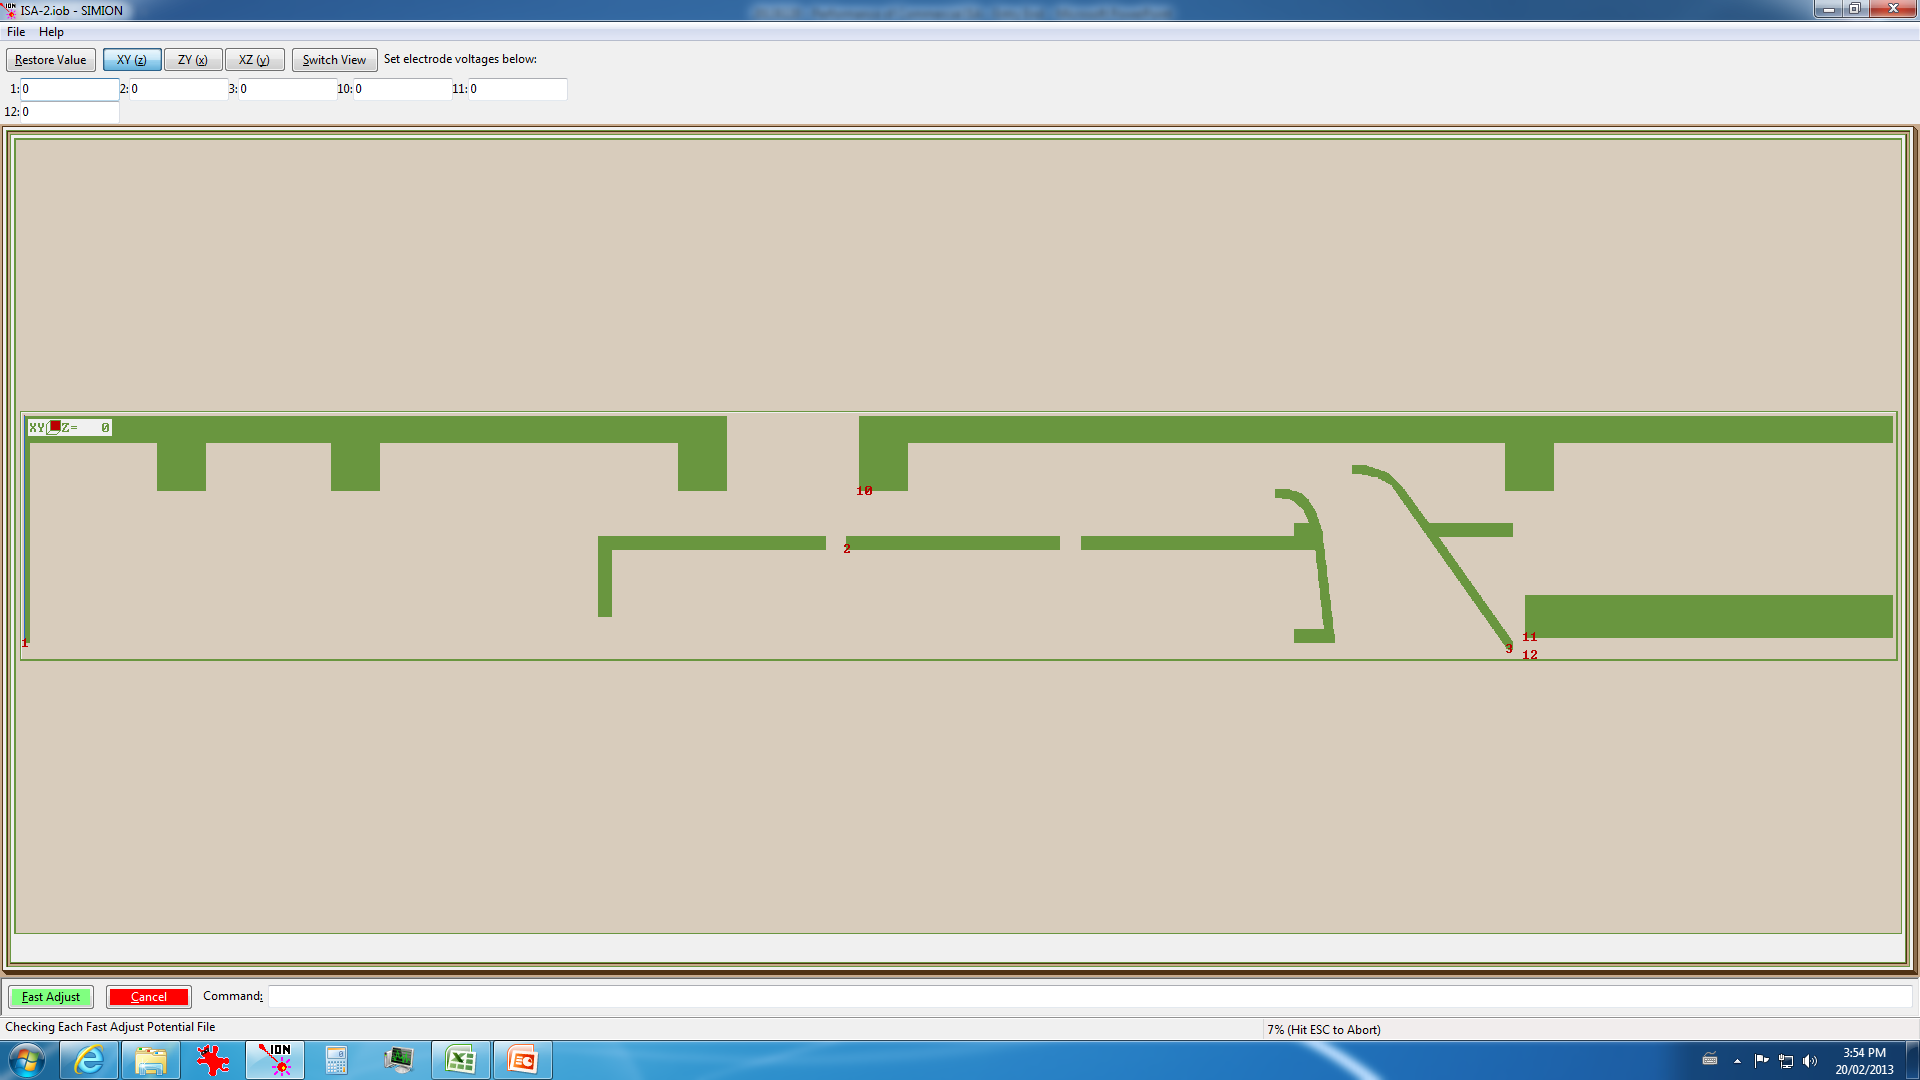 ISA-2.iob - SIMION
File Help
Restore Value XY (z) ZY (x) XZ (y) Switch View Set electrode voltages below:
1: 0 2: 0 3: 0 10: 0 11: 0
12: 0
XY Z= 0
10
2
1
11
3
12
Fast Adjust Cancel Command:
Checking Each Fast Adjust Potential File 7% (Hit ESC to Abort)
ION
3:54 PM
20/02/2013